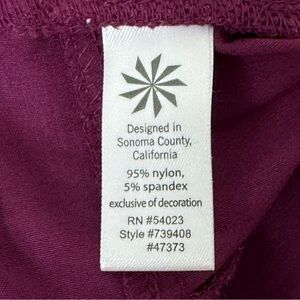 Designed in
Sonoma County,
California
95% nylon,
5% spandex
exclusive of decoration
RN #54023
Style #739408
#47373